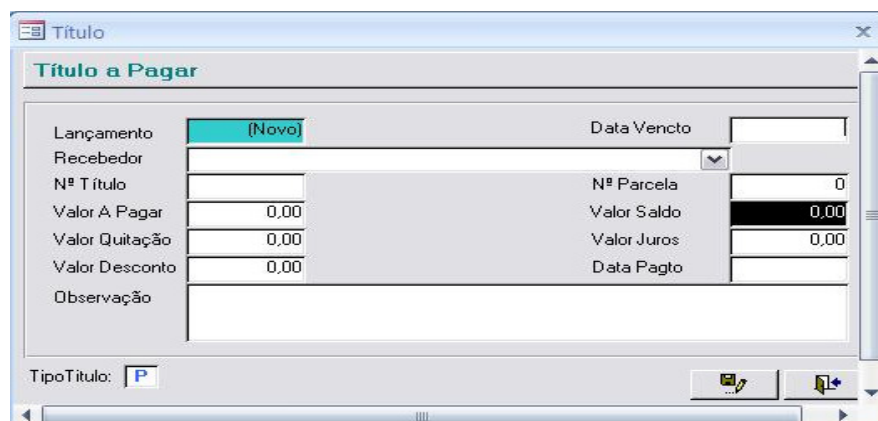 Título
Título a Pagar
Lançamento (Novo) Data Vencto
Recebedor
Nº Título Nº Parcela 0
Valor A Pagar 0,00 Valor Saldo 0,00
Valor Quitação 0,00 Valor Juros 0,00
Valor Desconto 0,00 Data Pagto
Observação
TipoTitulo: P